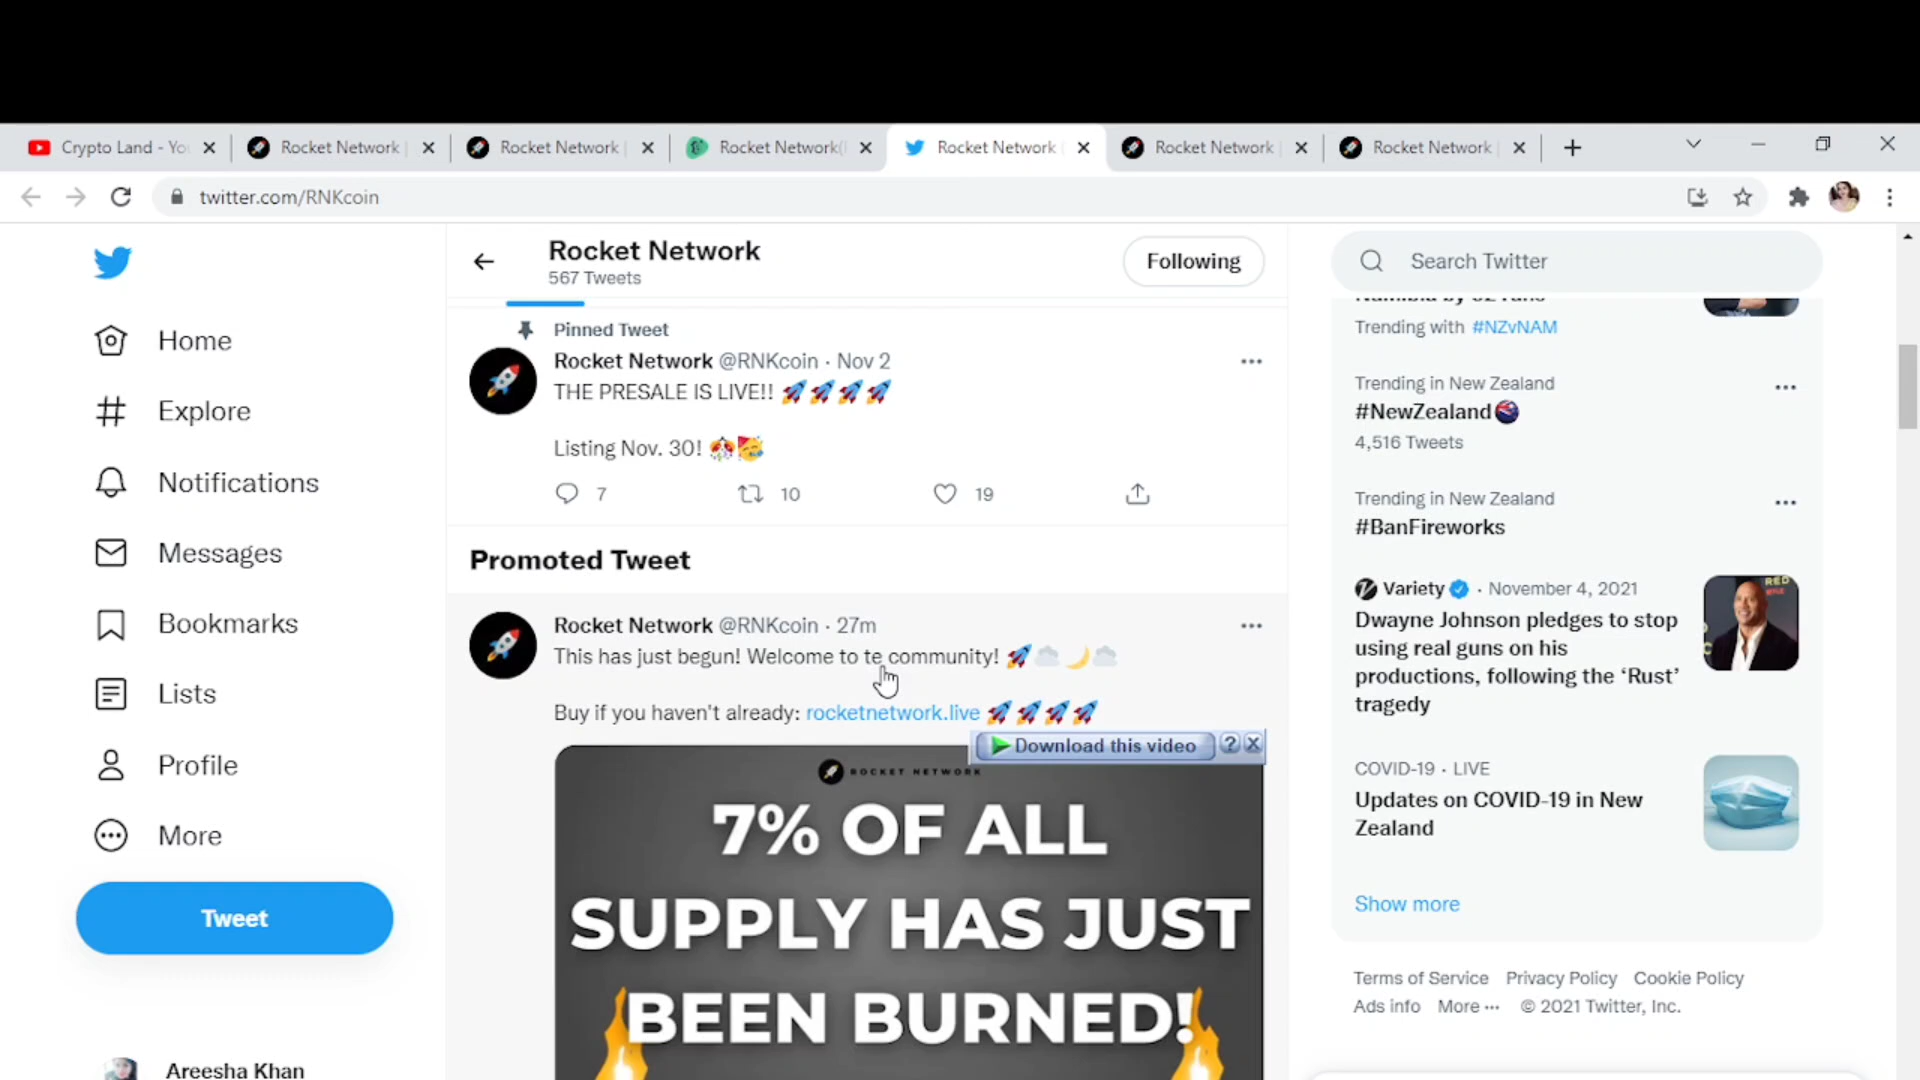 Crypto Land - Yo
Rocket Network |
Rocket Network |
Rocket Network(
Rocket Network (
Rocket Network |
Rocket Network |
twitter.com/RNKcoin
Home
Explore
Notifications
Messages
Bookmarks
Lists
Profile
More
Tweet
Areesha Khan
Rocket Network
567 Tweets
Following
Pinned Tweet
Rocket Network @RNKcoin · Nov 2
THE PRESALE IS LIVE!! 🚀🚀🚀🚀
Listing Nov. 30! 🎊🥳
7 10 19
Promoted Tweet
Rocket Network @RNKcoin · 27m
This has just begun! Welcome to te community! 🚀☁️🌙☁️
Buy if you haven't already: rocketnetwork.live 🚀🚀🚀🚀
Download this video ? X
ROCKET NETWORK
7% OF ALL
SUPPLY HAS JUST
BEEN BURNED!
Search Twitter
Trending with #NZvNAM
Trending in New Zealand
#NewZealand
4,516 Tweets
Trending in New Zealand
#BanFireworks
Variety · November 4, 2021
Dwayne Johnson pledges to stop
using real guns on his
productions, following the ‘Rust’
tragedy
COVID-19 · LIVE
Updates on COVID-19 in New
Zealand
Show more
Terms of Service Privacy Policy Cookie Policy
Ads info More ··· © 2021 Twitter, Inc.